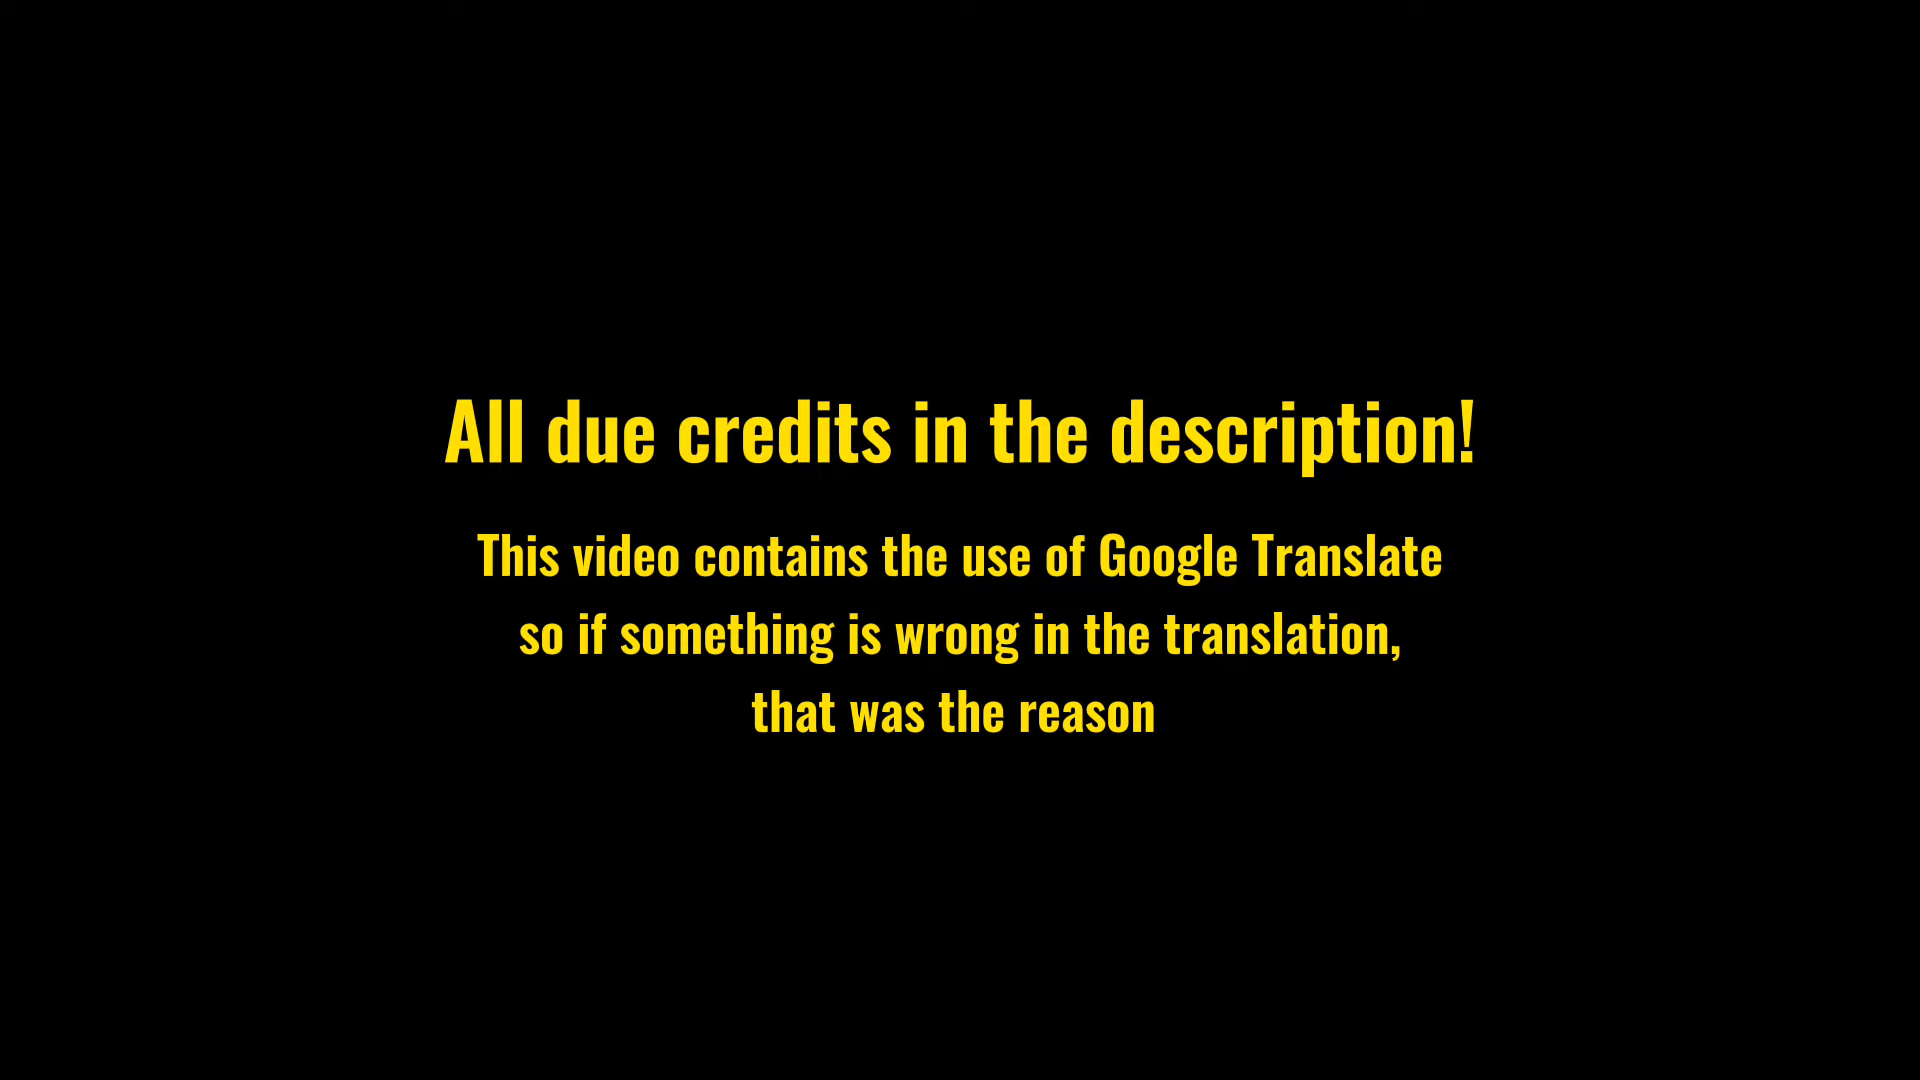 All due credits in the description!
This video contains the use of Google Translate
so if something is wrong in the translation,
that was the reason